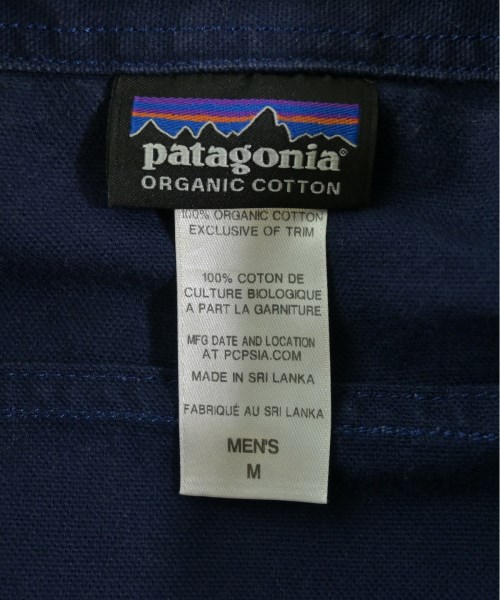 patagonia®
ORGANIC COTTON
100% ORGANIC COTTON
EXCLUSIVE OF TRIM
100% COTON DE
CULTURE BIOLOGIQUE
A PART LA GARNITURE
MFG DATE AND LOCATION
AT PCPSIA.COM
MADE IN SRI LANKA
FABRIQUÉ AU SRI LANKA
MEN'S
M